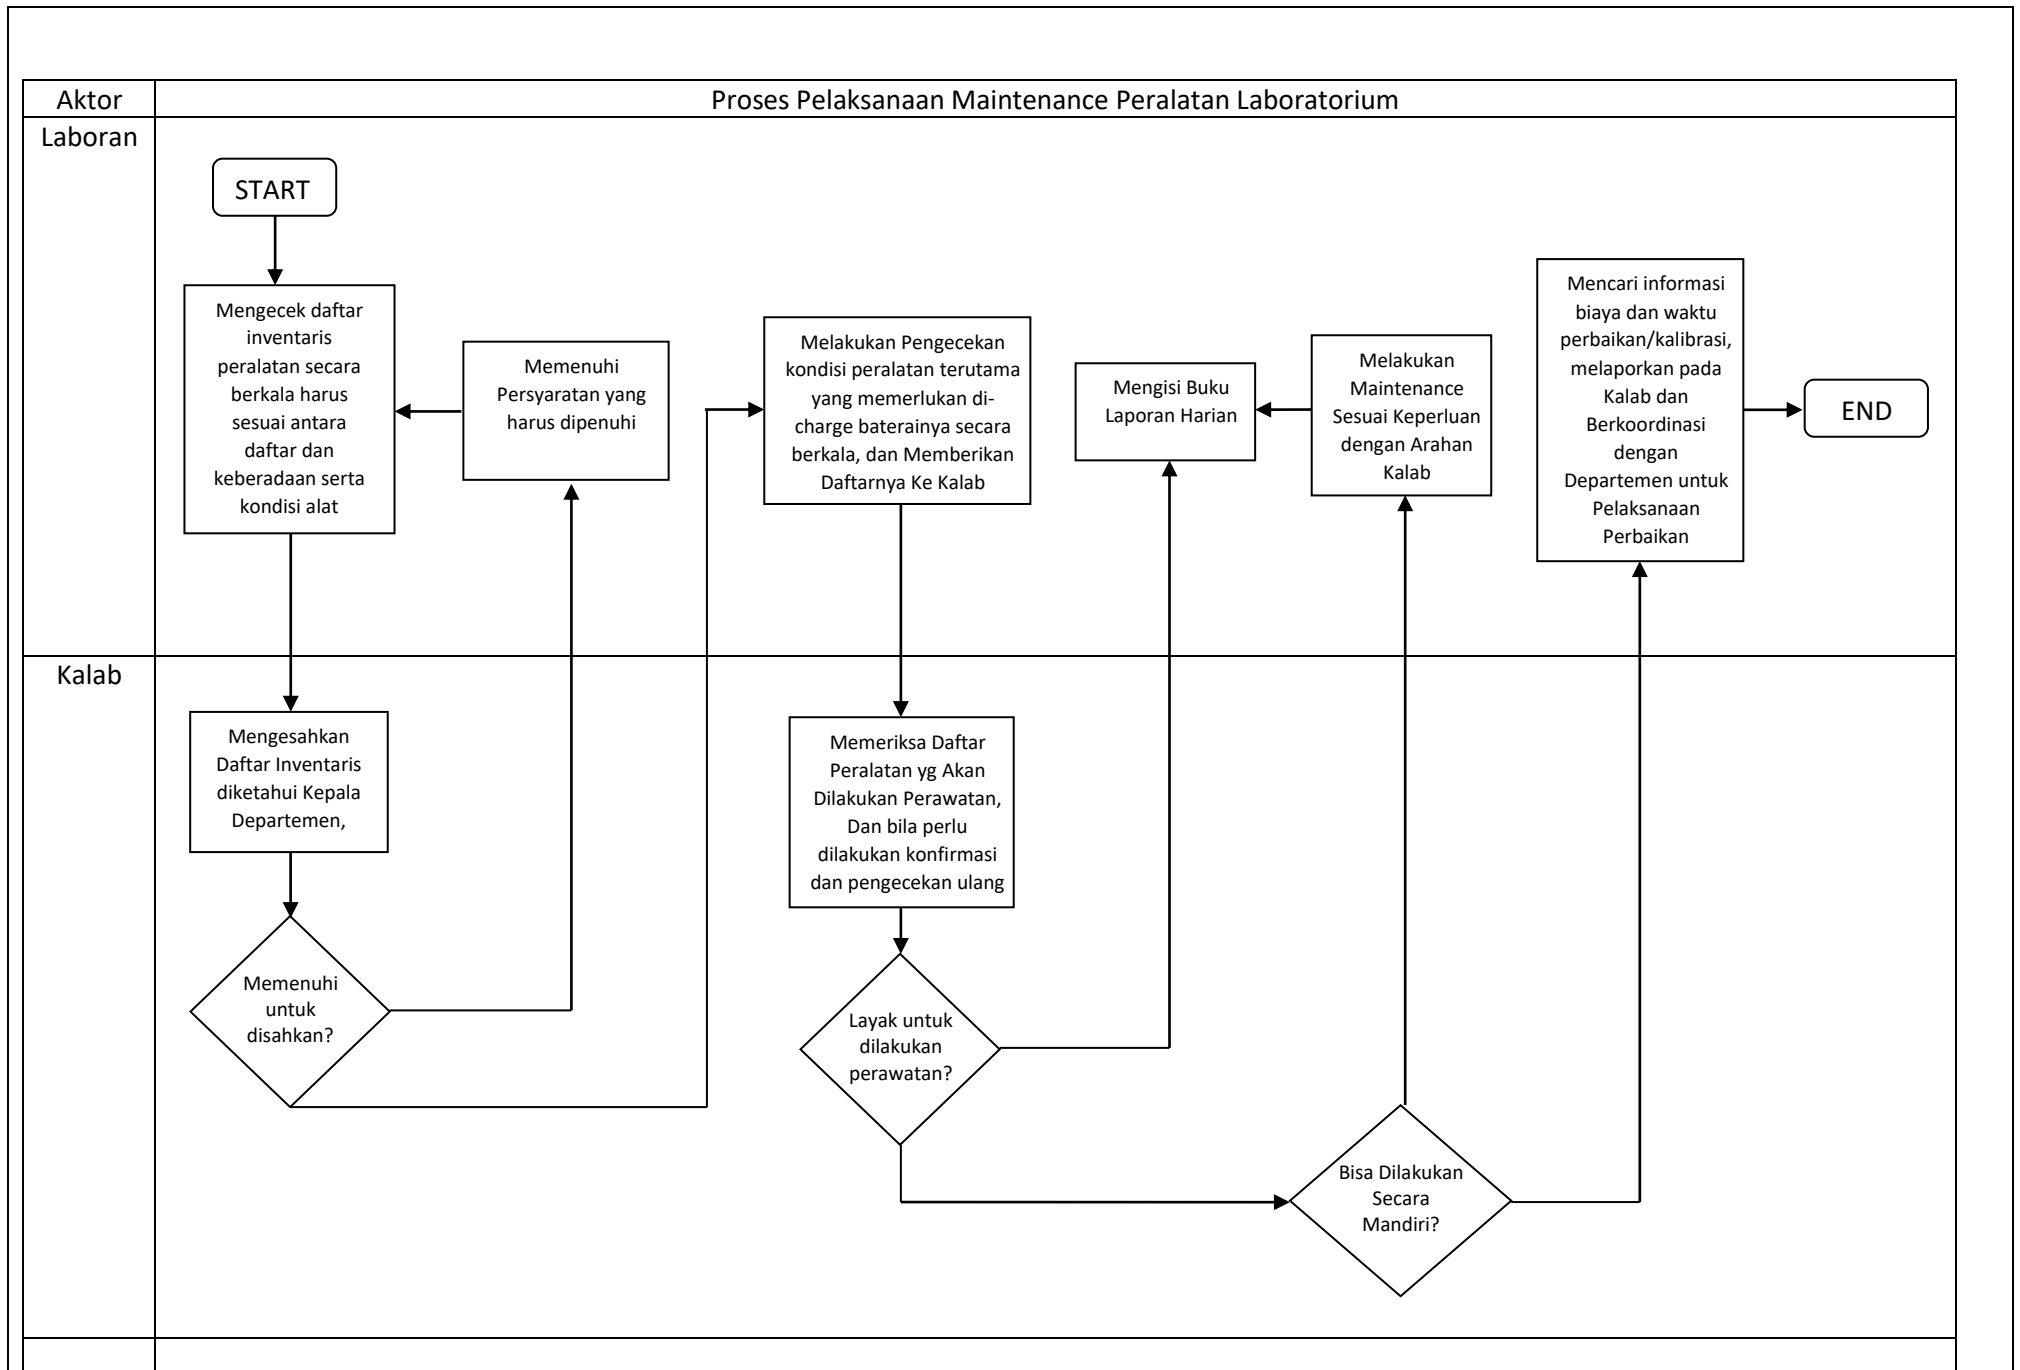 Aktor
Proses Pelaksanaan Maintenance Peralatan Laboratorium
Laboran
START
Mengecek daftar
inventaris
peralatan secara
berkala harus
sesuai antara
daftar dan
keberadaan serta
kondisi alat
Memenuhi
Persyaratan yang
harus dipenuhi
Melakukan Pengecekan
kondisi peralatan terutama
yang memerlukan di-
charge baterainya secara
berkala, dan Memberikan
Daftarnya Ke Kalab
Mengisi Buku
Laporan Harian
Melakukan
Maintenance
Sesuai Keperluan
dengan Arahan
Kalab
Mencari informasi
biaya dan waktu
perbaikan/kalibrasi,
melaporkan pada
Kalab dan
Berkoordinasi
dengan
Departemen untuk
Pelaksanaan
Perbaikan
END
Kalab
Mengesahkan
Daftar Inventaris
diketahui Kepala
Departemen,
Memenuhi
untuk
disahkan?
Memeriksa Daftar
Peralatan yg Akan
Dilakukan Perawatan,
Dan bila perlu
dilakukan konfirmasi
dan pengecekan ulang
Layak untuk
dilakukan
perawatan?
Bisa Dilakukan
Secara
Mandiri?